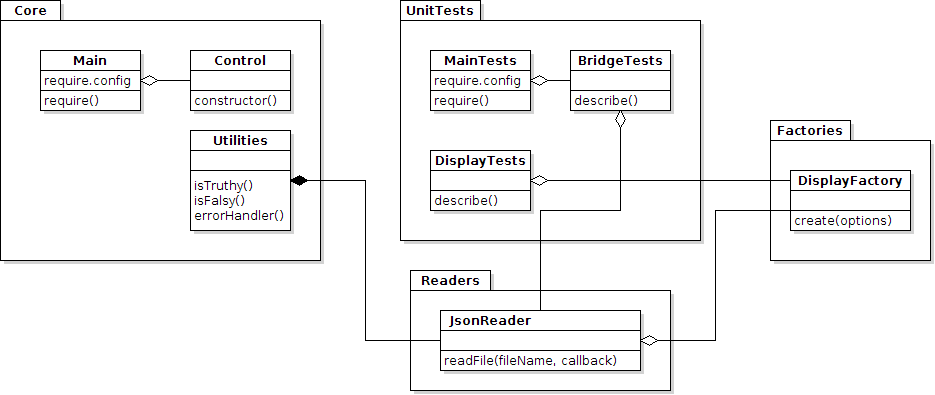 Core
Main
require.config
require()
Control
constructor()
Utilities
isTruthy()
isFalsy()
errorHandler()
UnitTests
MainTests
require.config
require()
BridgeTests
describe()
DisplayTests
describe()
Factories
DisplayFactory
create(options)
Readers
JsonReader
readFile(fileName, callback)